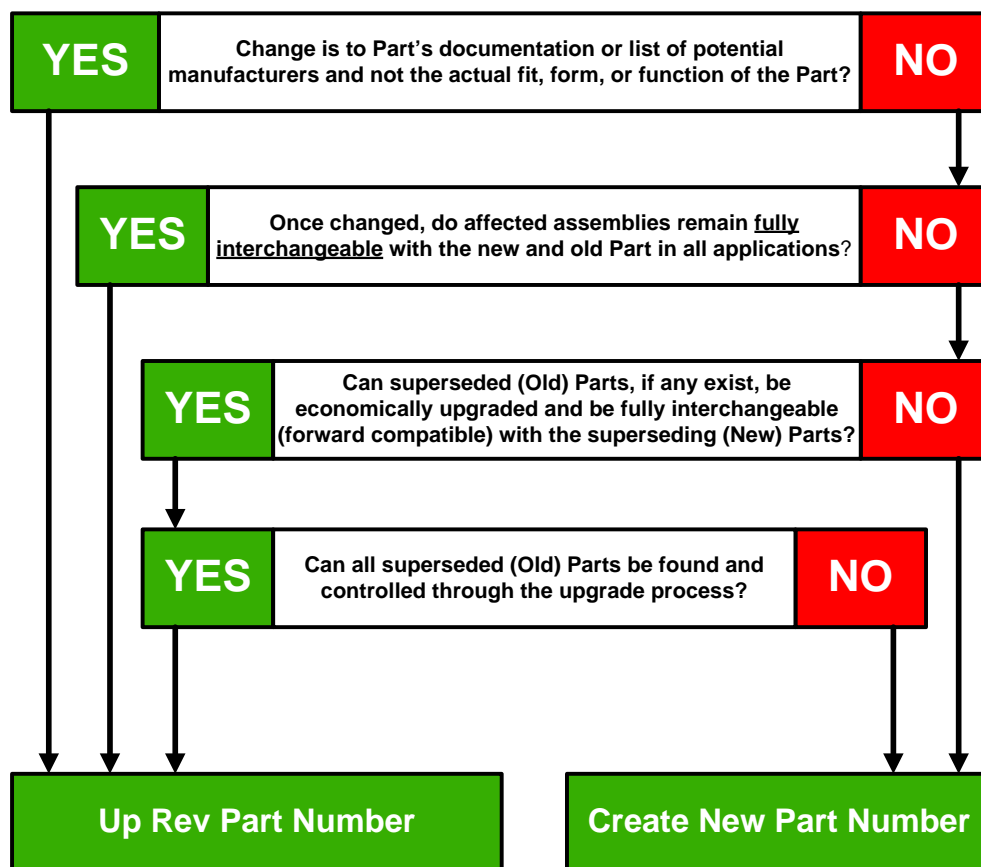 YES
Change is to Part's documentation or list of potential
manufacturers and not the actual fit, form, or function of the Part?
NO
YES
Once changed, do affected assemblies remain fully
interchangeable with the new and old Part in all applications?
NO
YES
Can superseded (Old) Parts, if any exist, be
economically upgraded and be fully interchangeable
(forward compatible) with the superseding (New) Parts?
NO
YES
Can all superseded (Old) Parts be found and
controlled through the upgrade process?
NO
Up Rev Part Number
Create New Part Number